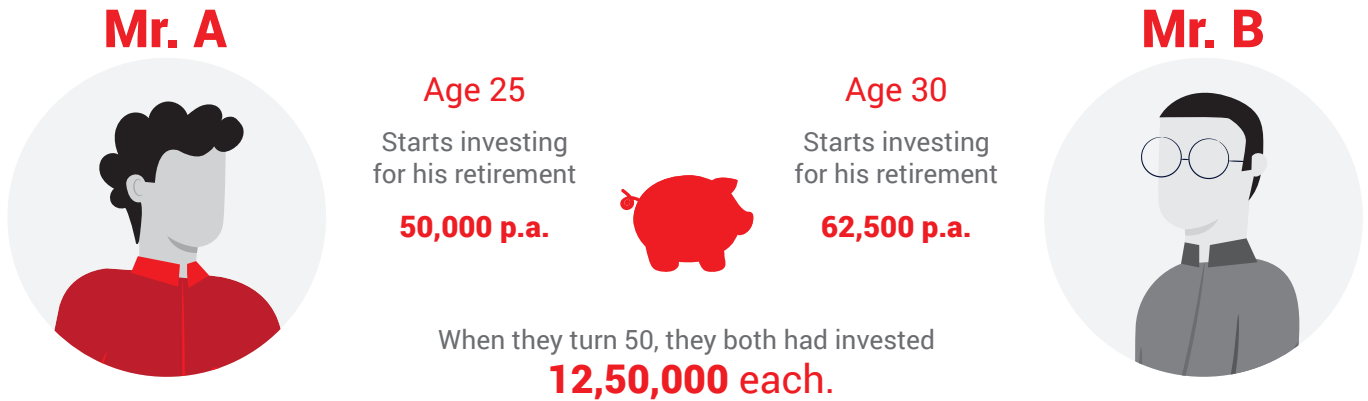 Mr. A
Mr. B
Age 25
Starts investing
for his retirement
50,000 p.a.
Age 30
Starts investing
for his retirement
62,500 p.a.
When they turn 50, they both had invested
12,50,000 each.